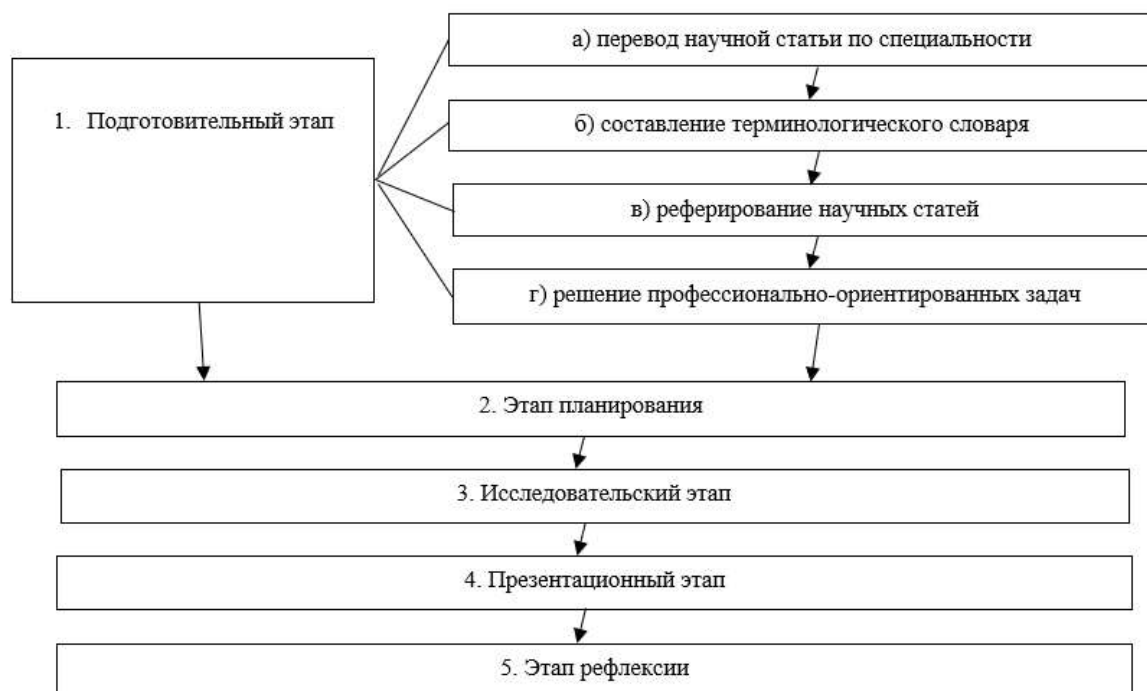 1. Подготовительный этап
а) перевод научной статьи по специальности
б) составление терминологического словаря
в) реферирование научных статей
г) решение профессионально-ориентированных задач
2. Этап планирования
3. Исследовательский этап
4. Презентационный этап
5. Этап рефлексии